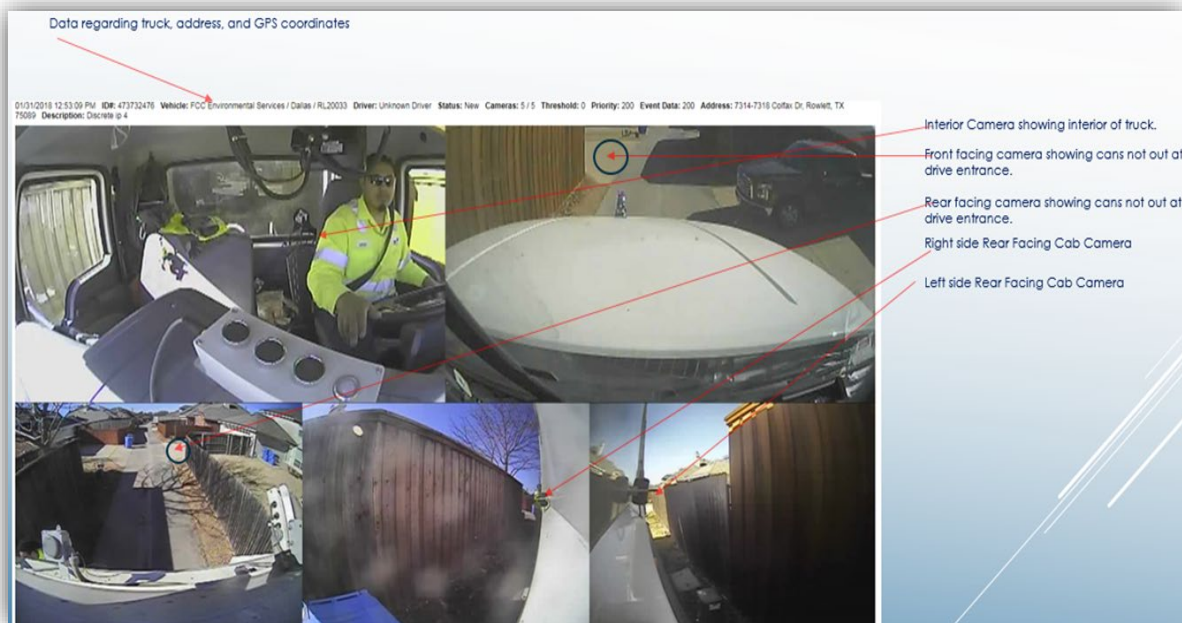 Data regarding truck, address, and GPS coordinates
01/31/2018 12:53:09 PM ID#: 473732476 Vehicle: FCC Environmental Services / Dallas / RL20033 Driver: Unknown Driver Status: New Cameras: 5 / 5 Threshold: 0 Priority: 200 Event Data: 200 Address: 7314-7318 Colfax Dr, Rowlett, TX
75089 Description: Discrete ip 4
Interior Camera showing interior of truck.
Front facing camera showing cans not out at
drive entrance.
Rear facing camera showing cans not out at
drive entrance.
Right side Rear Facing Cab Camera
Left side Rear Facing Cab Camera